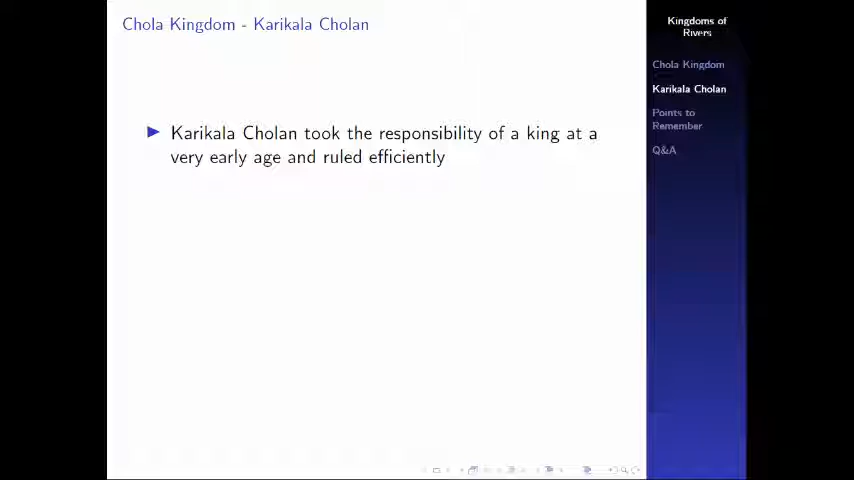 Chola Kingdom - Karikala Cholan
Karikala Cholan took the responsibility of a king at a
very early age and ruled efficiently
Kingdoms of
Rivers
Chola Kingdom
Karikala Cholan
Points to
Remember
Q&A